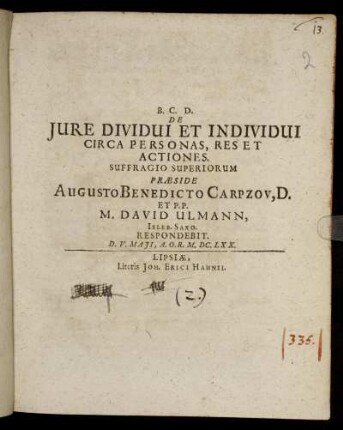 13
2
B. C. D.
DE
JURE DIVIDUI ET INDIVIDUI
CIRCA PERSONAS, RES ET
ACTIONES.
SUFFRAGIO SUPERIORUM
PRÆSIDE
AUGUSTO BENEDICTO CARPZOV, D.
ET P.P.
M. DAVID ULMANN,
ISLEB. SAXO.
RESPONDEBIT.
D. V. MAJI, A. O. R. M. DC. LXX.
LIPSIÆ,
Literis JOH. ERICI HAHNII.
(2.)
336.